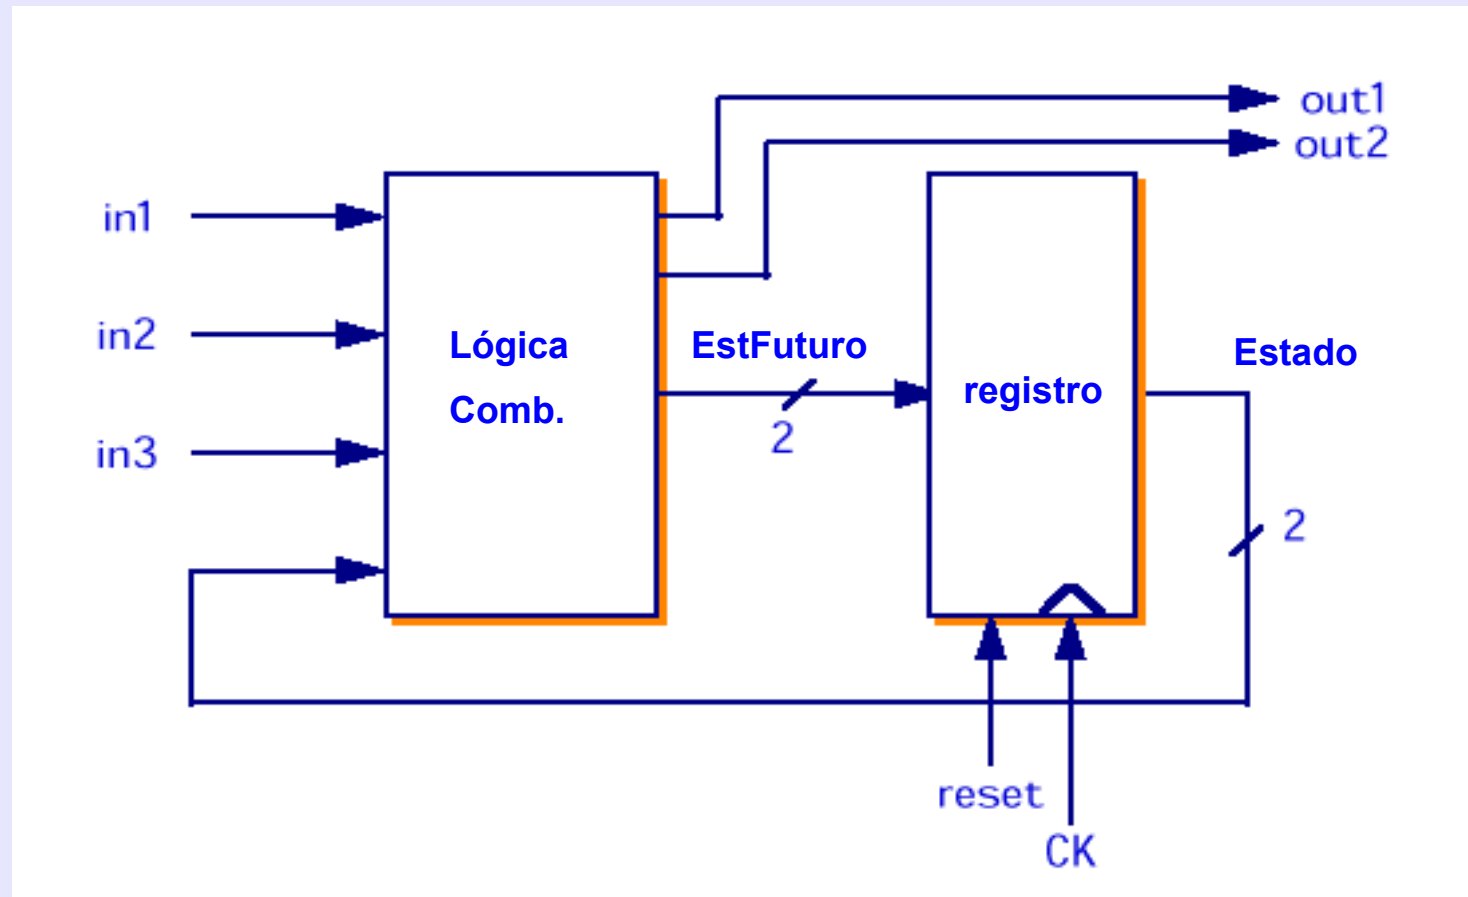 out1
out2
in1
in2
in3
Lógica
Comb.
EstFuturo
2
registro
Estado
2
reset
CK